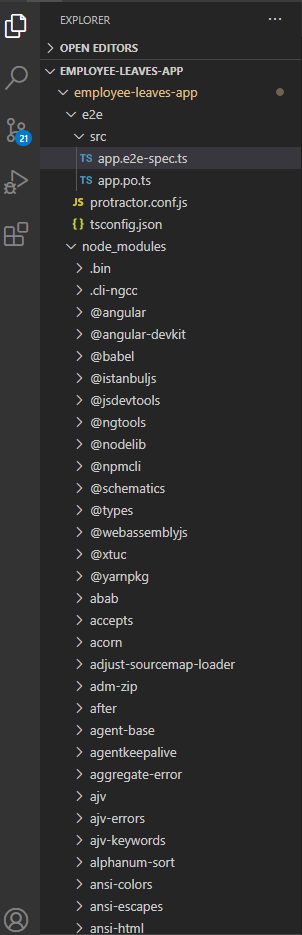 EXPLORER
OPEN EDITORS
EMPLOYEE-LEAVES-APP
employee-leaves-app
e2e
src
TS app.e2e-spec.ts
TS app.po.ts
JS protractor.conf.js
{ } tsconfig.json
node_modules
.bin
.cli-ngcc
@angular
@angular-devkit
@babel
@istanbuljs
@jsdevtools
@ngtools
@nodelib
@npmcli
@schematics
@types
@webassemblyjs
@xtuc
@yarnpkg
abab
accepts
acorn
adjust-sourcemap-loader
adm-zip
after
agent-base
agentkeepalive
aggregate-error
ajv
ajv-errors
ajv-keywords
alphanum-sort
ansi-colors
ansi-escapes
ansi-html
21